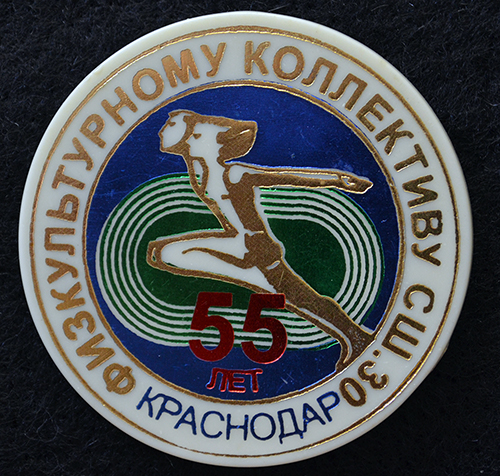 ФИЗКУЛЬТУРНОМУ КОЛЛЕКТИВУ СШ.30
55
ЛЕТ
КРАСНОДАР